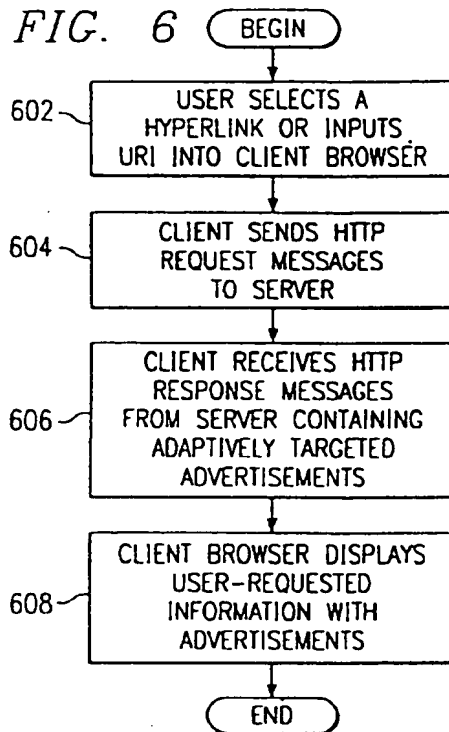 FIG. 6
BEGIN
602
USER SELECTS A
HYPERLINK OR INPUTS
URI INTO CLIENT BROWSER
604
CLIENT SENDS HTTP
REQUEST MESSAGES
TO SERVER
606
CLIENT RECEIVES HTTP
RESPONSE MESSAGES
FROM SERVER CONTAINING
ADAPTIVELY TARGETED
ADVERTISEMENTS
608
CLIENT BROWSER DISPLAYS
USER-REQUESTED
INFORMATION WITH
ADVERTISEMENTS
END